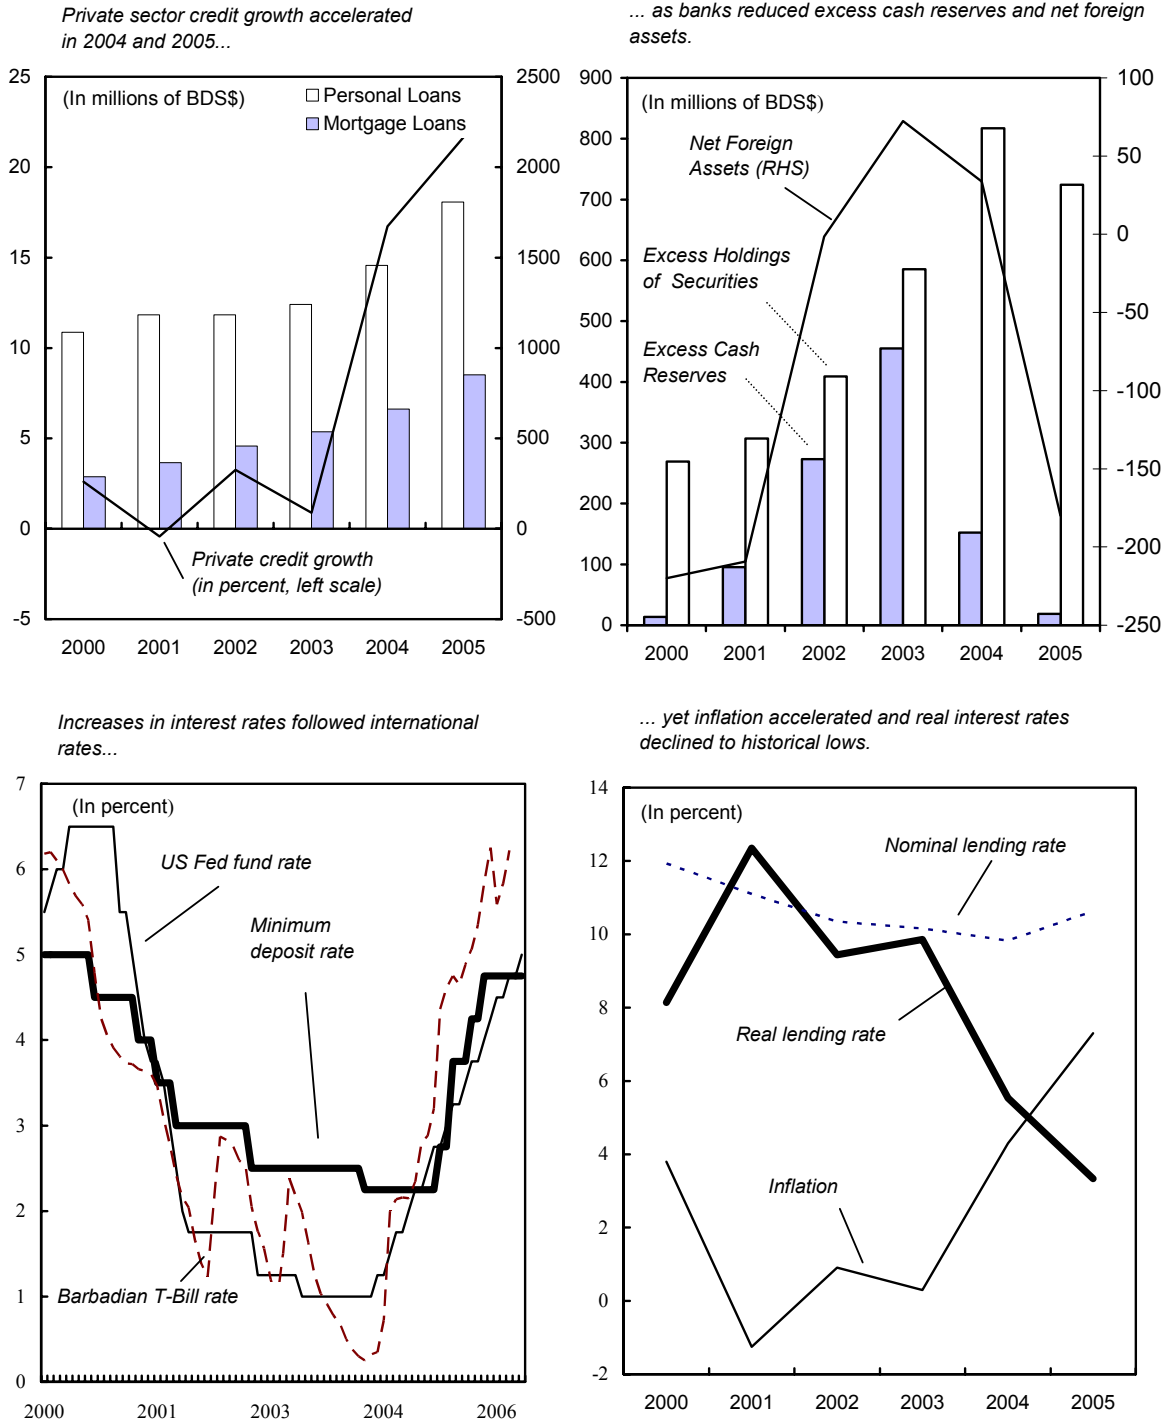 Private sector credit growth accelerated
in 2004 and 2005...
25
20
15
10
5
0
-5
(In millions of BDS$)
Personal Loans
Mortgage Loans
2500
2000
1500
1000
500
0
-500
Private credit growth
(in percent, left scale)
2000 2001 2002 2003 2004 2005
... as banks reduced excess cash reserves and net foreign
assets.
900
800
700
600
500
400
300
200
100
0
(In millions of BDS$)
Net Foreign
Assets (RHS)
Excess Holdings
of Securities
Excess Cash
Reserves
100
50
0
-50
-100
-150
-200
-250
2000 2001 2002 2003 2004 2005
Increases in interest rates followed international
rates...
7
6
5
4
3
2
1
0
(In percent)
US Fed fund rate
Minimum
deposit rate
Barbadian T-Bill rate
2000 2001 2003 2004 2006
... yet inflation accelerated and real interest rates
declined to historical lows.
14
12
10
8
6
4
2
0
-2
(In percent)
Nominal lending rate
Real lending rate
Inflation
2000 2001 2002 2003 2004 2005